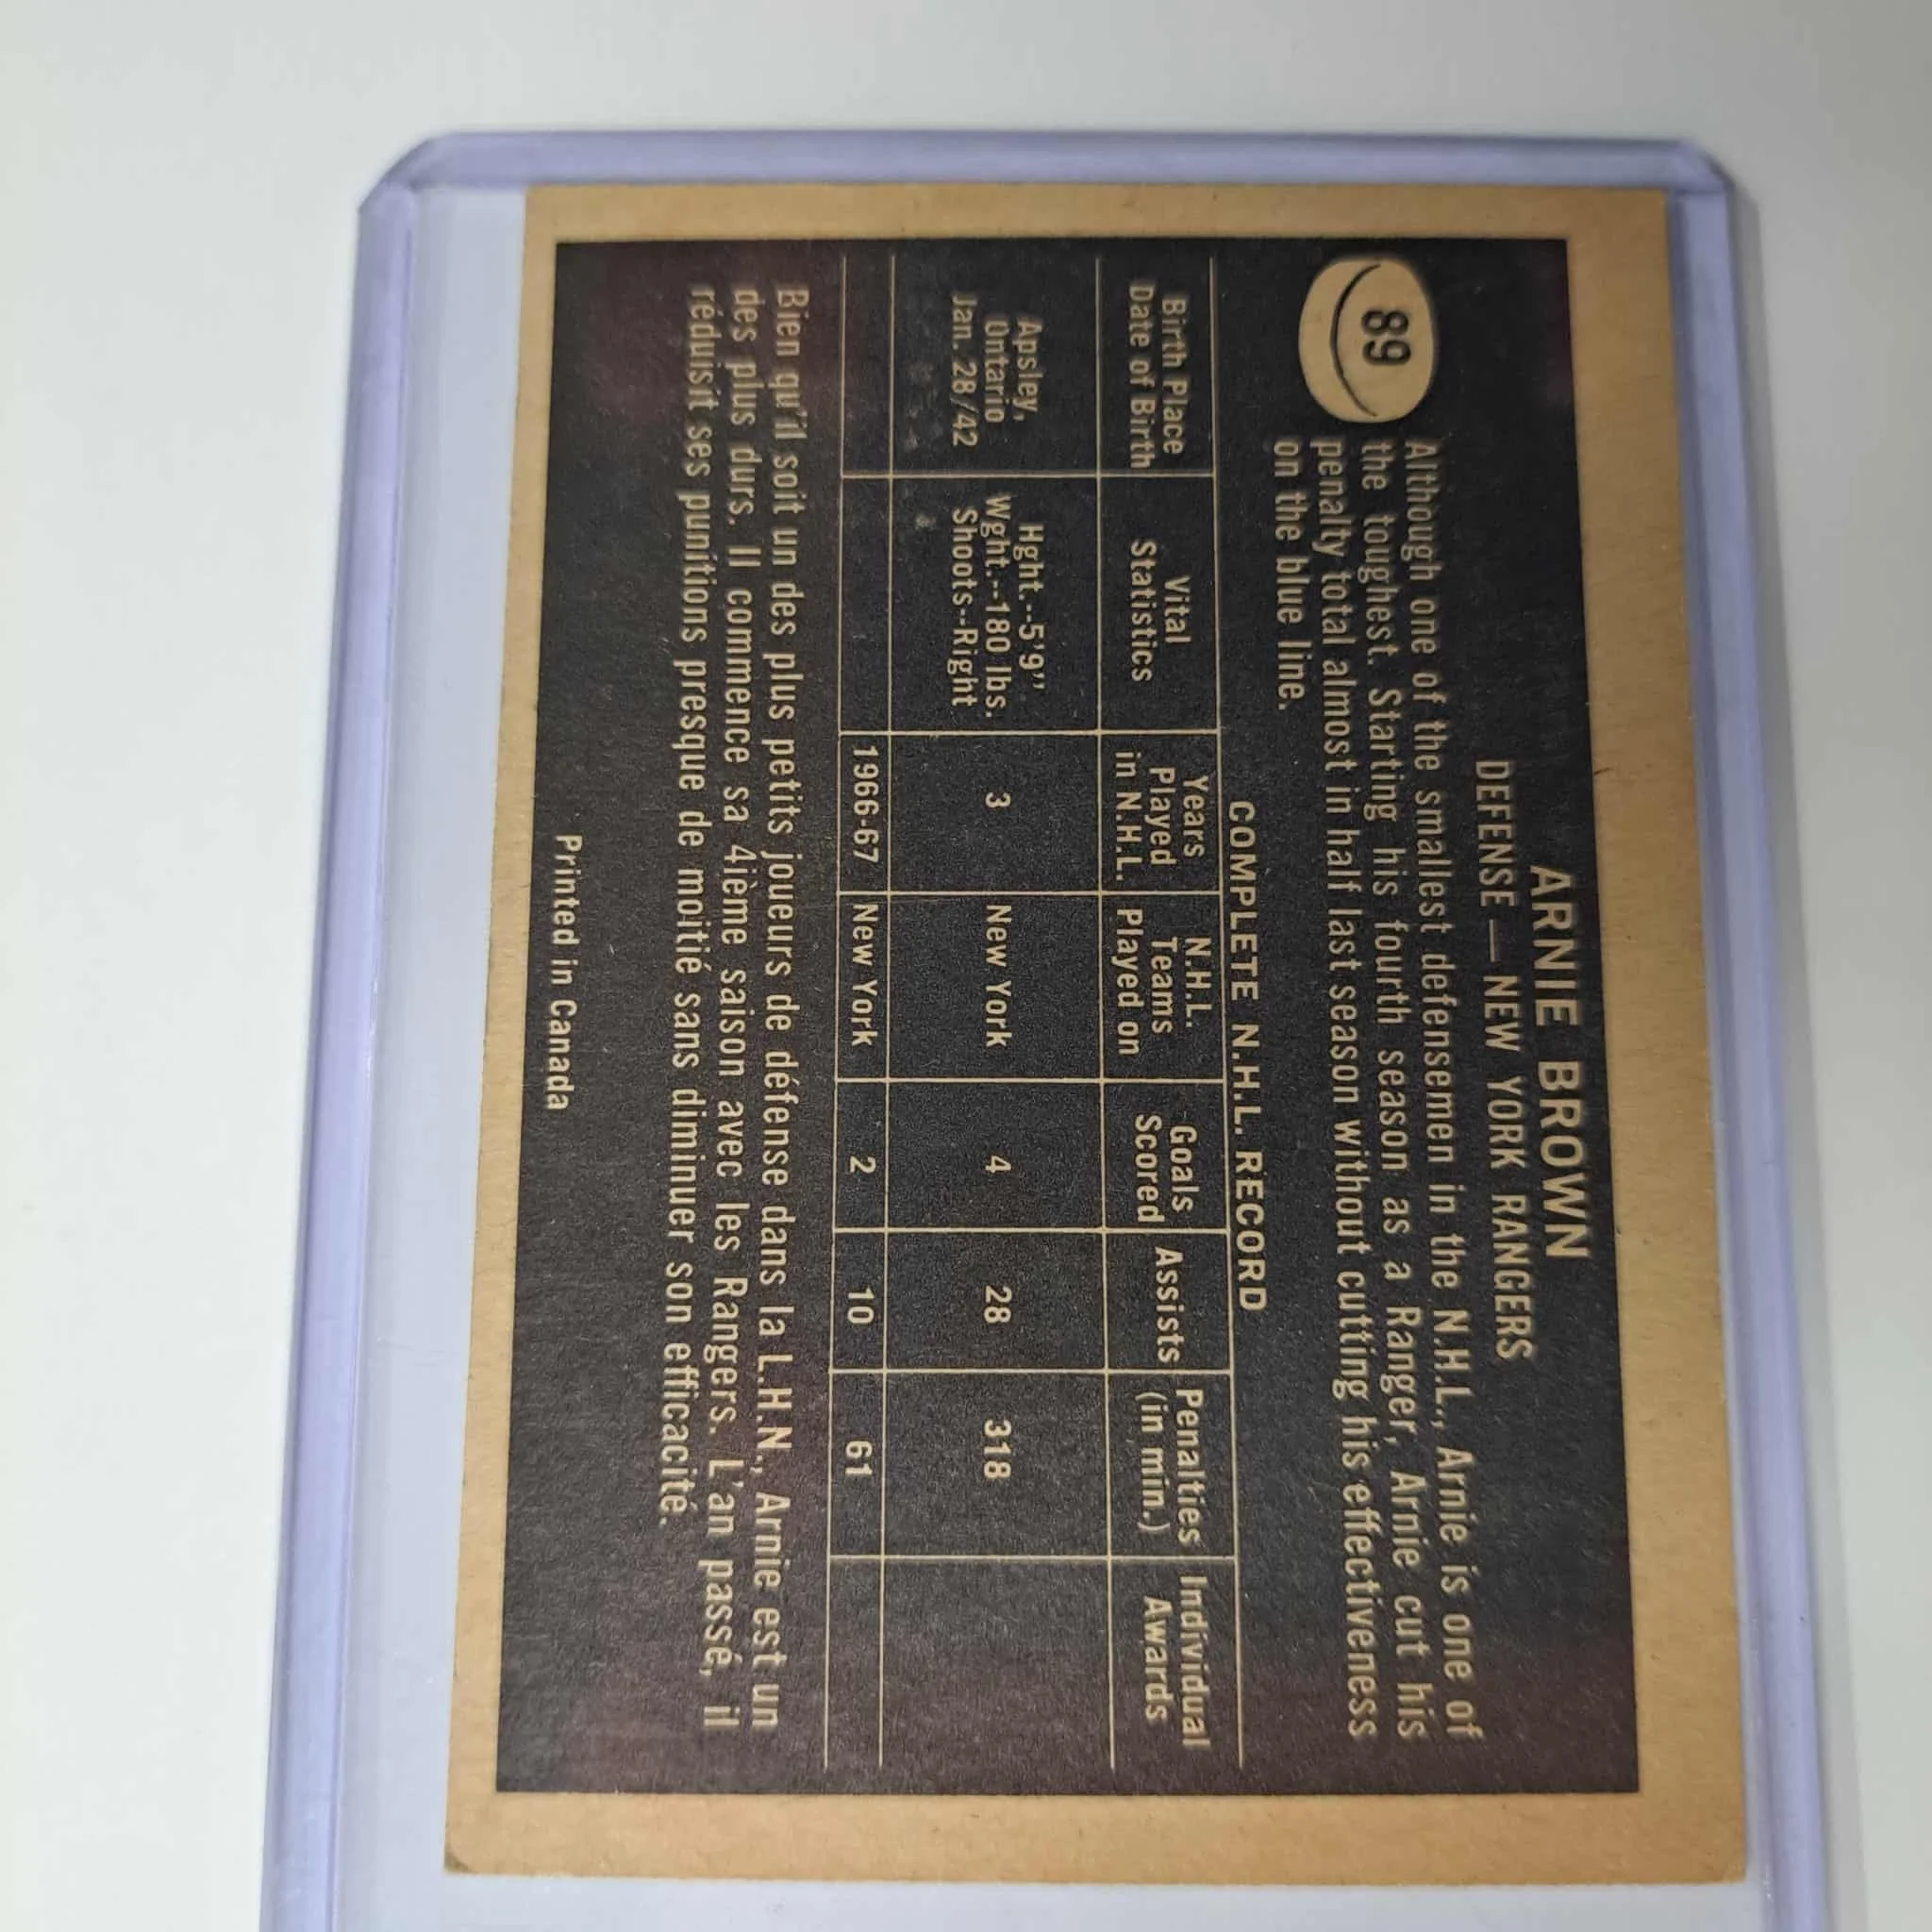 ARNIE BROWN
DEFENSE — NEW YORK RANGERS
89
Although one of the smallest defensemen in the N.H.L., Arnie is one of
the toughest. Starting his fourth season as a Ranger, Arnie cut his
penalty total almost in half last season without cutting his effectiveness
on the blue line.
COMPLETE N.H.L. RECORD
Birth Place
Date of Birth
Vital
Statistics
Years
Played
in N.H.L.
N.H.L.
Teams
Played on
Goals
Scored
Assists
Penalties
(in min.)
Individual
Awards
Apsley,
Ontario
Jan. 28/42
Hght.--5'9''
Wght.--180 lbs.
Shoots--Right
3
New York
4
28
318
1966-67
New York
2
10
61
Bien qu'il soit un des plus petits joueurs de défense dans la L.H.N., Arnie est un
des plus durs. Il commence sa 4ième saison avec les Rangers. L'an passé, il
réduisit ses punitions presque de moitié sans diminuer son efficacité.
Printed in Canada